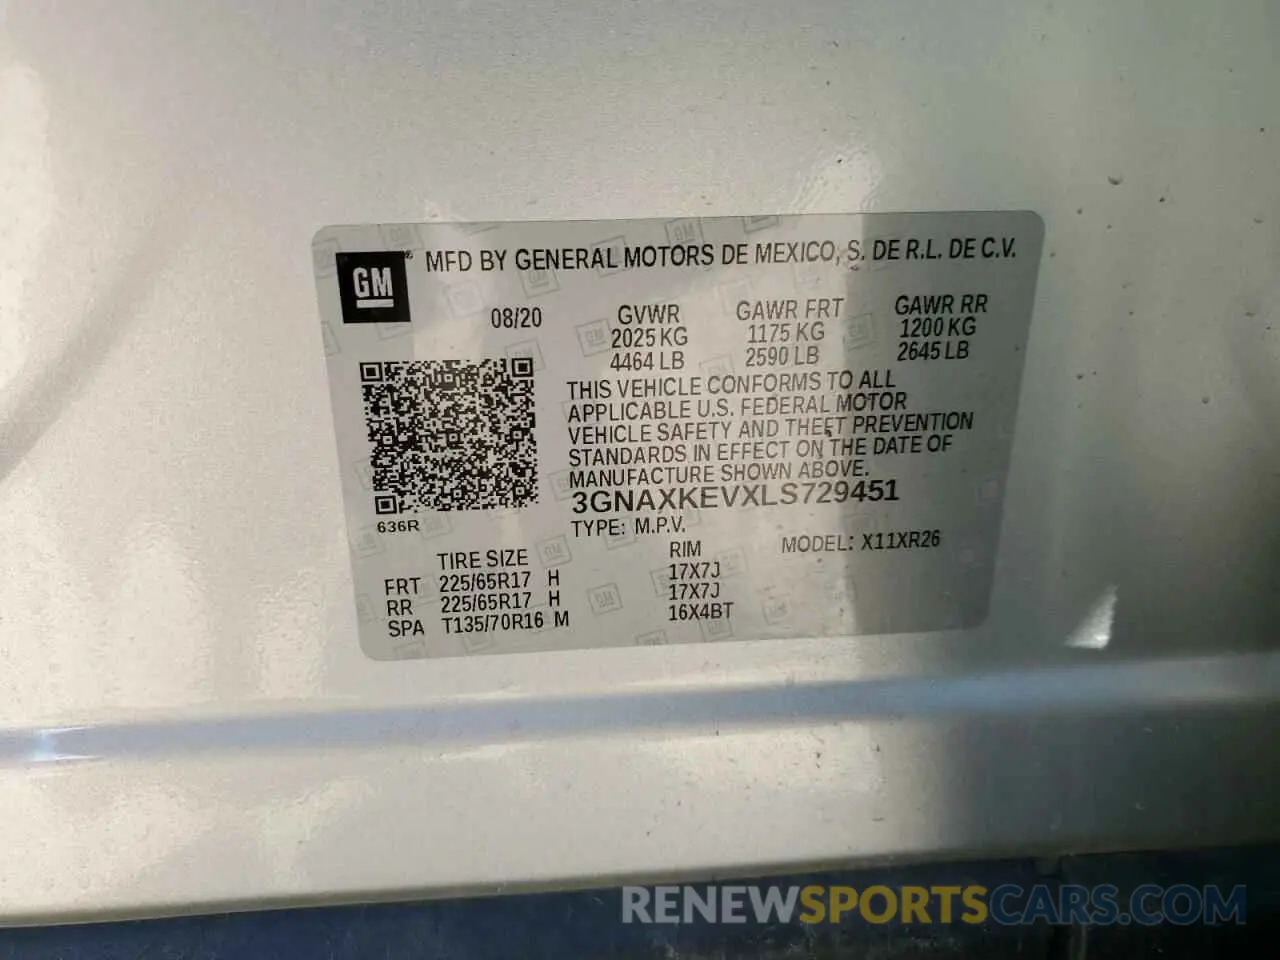 GM® MFD BY GENERAL MOTORS DE MEXICO, S. DE R.L. DE C.V.
08/20
GVWR GAWR FRT GAWR RR
2025 KG 1175 KG 1200 KG
4464 LB 2590 LB 2645 LB
THIS VEHICLE CONFORMS TO ALL
APPLICABLE U.S. FEDERAL MOTOR
VEHICLE SAFETY AND THEFT PREVENTION
STANDARDS IN EFFECT ON THE DATE OF
MANUFACTURE SHOWN ABOVE.
3GNAXKEVXLS729451
636R
TYPE: M.P.V. MODEL: X11XR26
TIRE SIZE RIM
FRT 225/65R17 H 17X7J
RR 225/65R17 H 17X7J
SPA T135/70R16 M 16X4BT
RENEWSPORTSCARS.COM